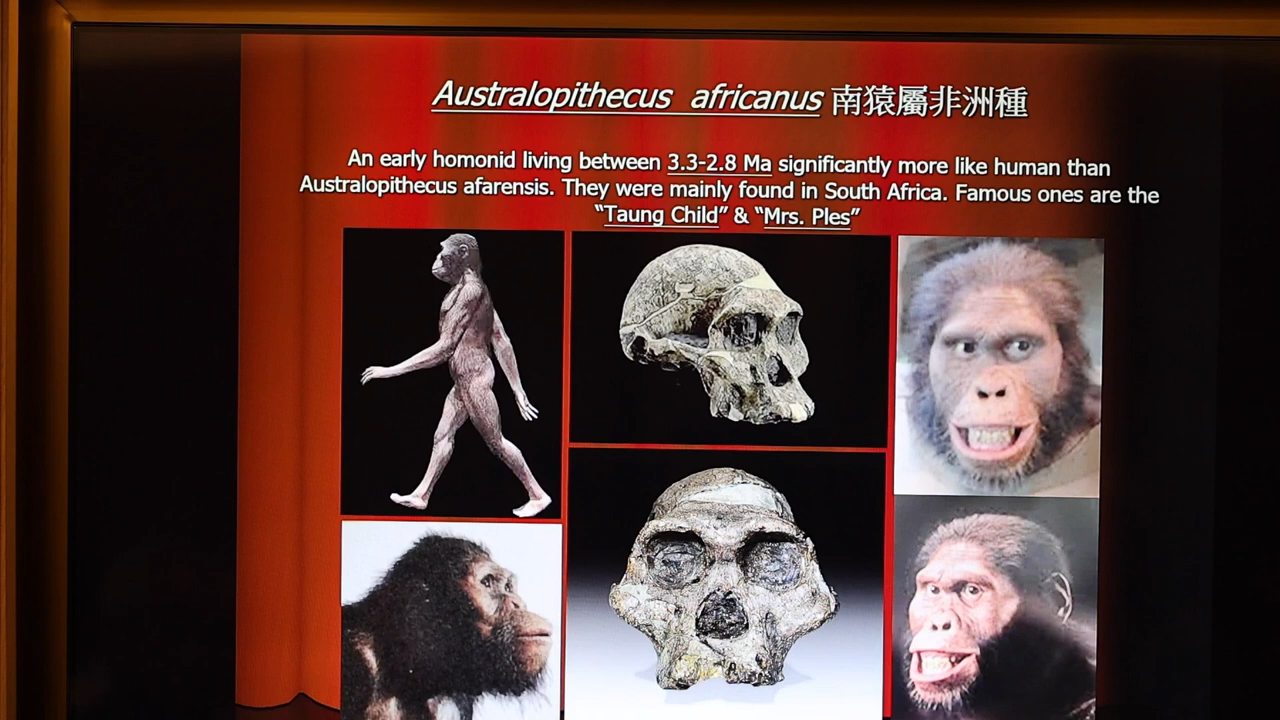 Australopithecus africanus 南猿屬非洲種
An early homonid living between 3.3-2.8 Ma significantly more like human than
Australopithecus afarensis. They were mainly found in South Africa. Famous ones are the
“Taung Child” & “Mrs. Ples”